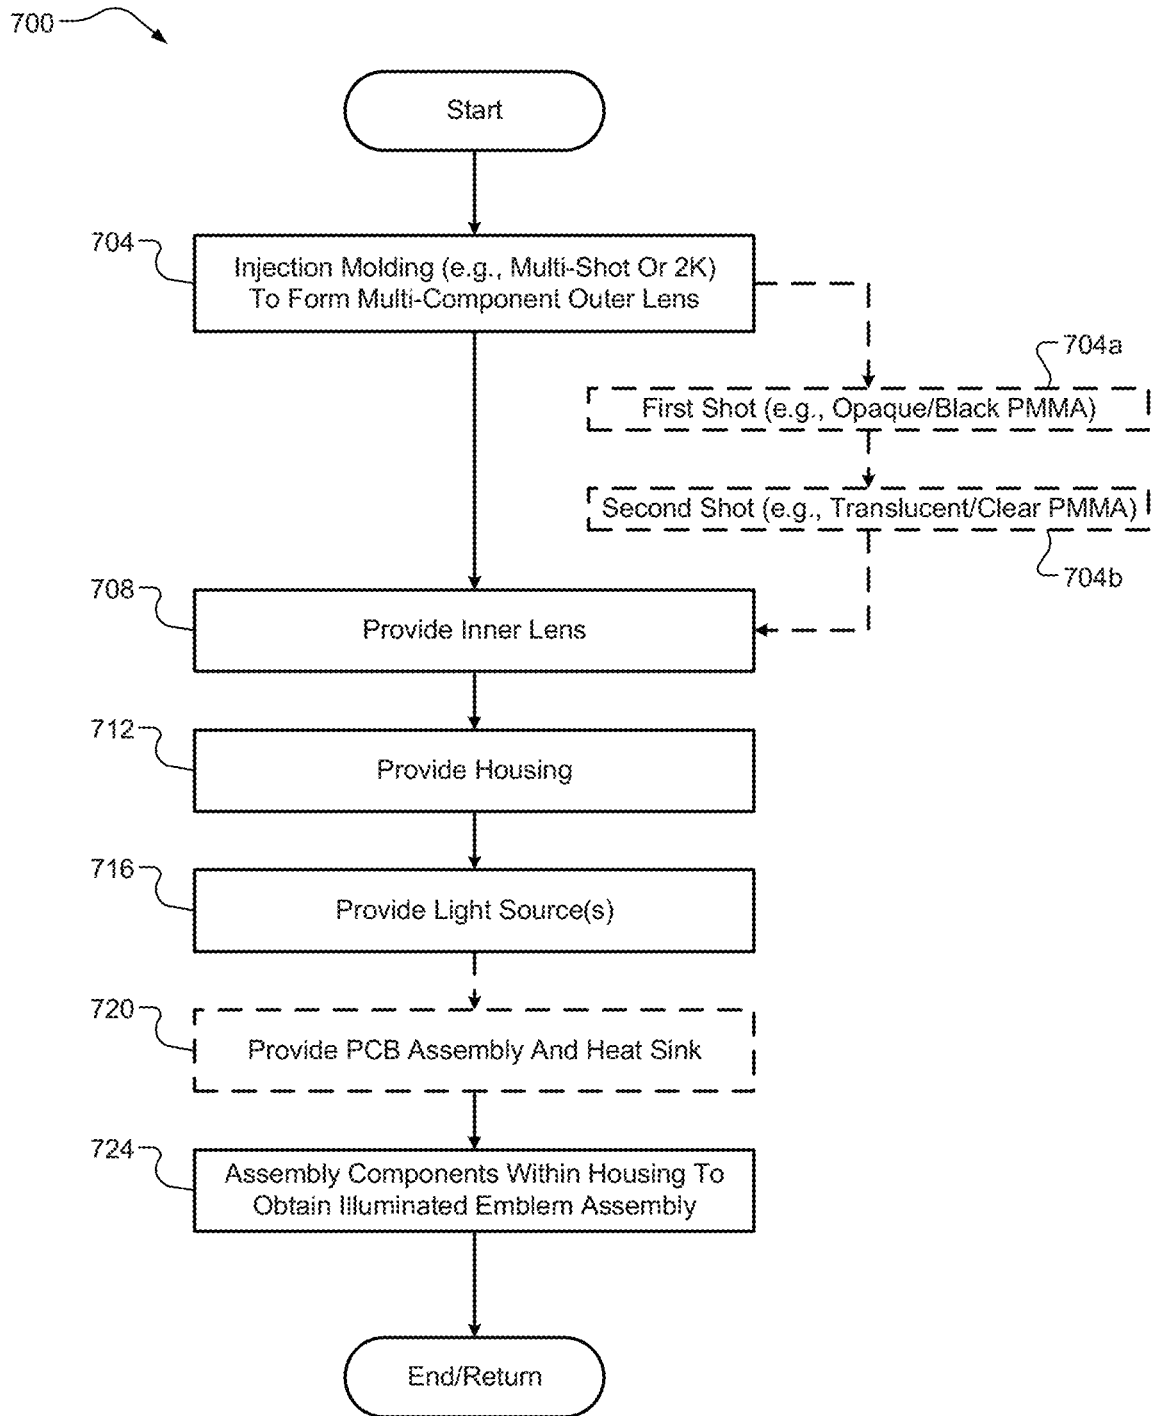 700
Start
704
Injection Molding (e.g., Multi-Shot Or 2K)
To Form Multi-Component Outer Lens
704a
First Shot (e.g., Opaque/Black PMMA)
Second Shot (e.g., Translucent/Clear PMMA)
704b
708
Provide Inner Lens
712
Provide Housing
716
Provide Light Source(s)
720
Provide PCB Assembly And Heat Sink
724
Assembly Components Within Housing To
Obtain Illuminated Emblem Assembly
End/Return